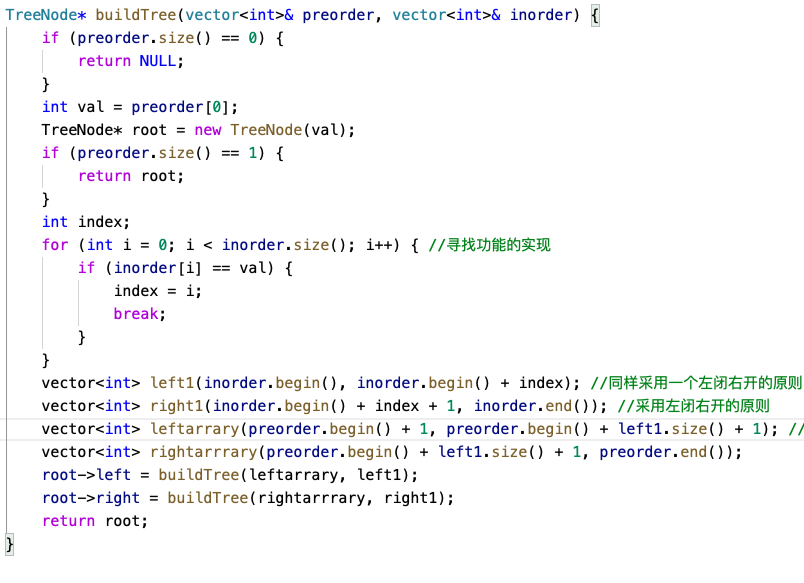 TreeNode* buildTree(vector<int>& preorder, vector<int>& inorder) {
    if (preorder.size() == 0) {
        return NULL;
    }
    int val = preorder[0];
    TreeNode* root = new TreeNode(val);
    if (preorder.size() == 1) {
        return root;
    }
    int index;
    for (int i = 0; i < inorder.size(); i++) { //寻找功能的实现
        if (inorder[i] == val) {
            index = i;
            break;
        }
    }
    vector<int> left1(inorder.begin(), inorder.begin() + index); //同样采用一个左闭右开的原则
    vector<int> right1(inorder.begin() + index + 1, inorder.end()); //采用左闭右开的原则
    vector<int> leftarrary(preorder.begin() + 1, preorder.begin() + left1.size() + 1); //
    vector<int> rightarrrary(preorder.begin() + left1.size() + 1, preorder.end());
    root->left = buildTree(leftarrary, left1);
    root->right = buildTree(rightarrrary, right1);
    return root;
}